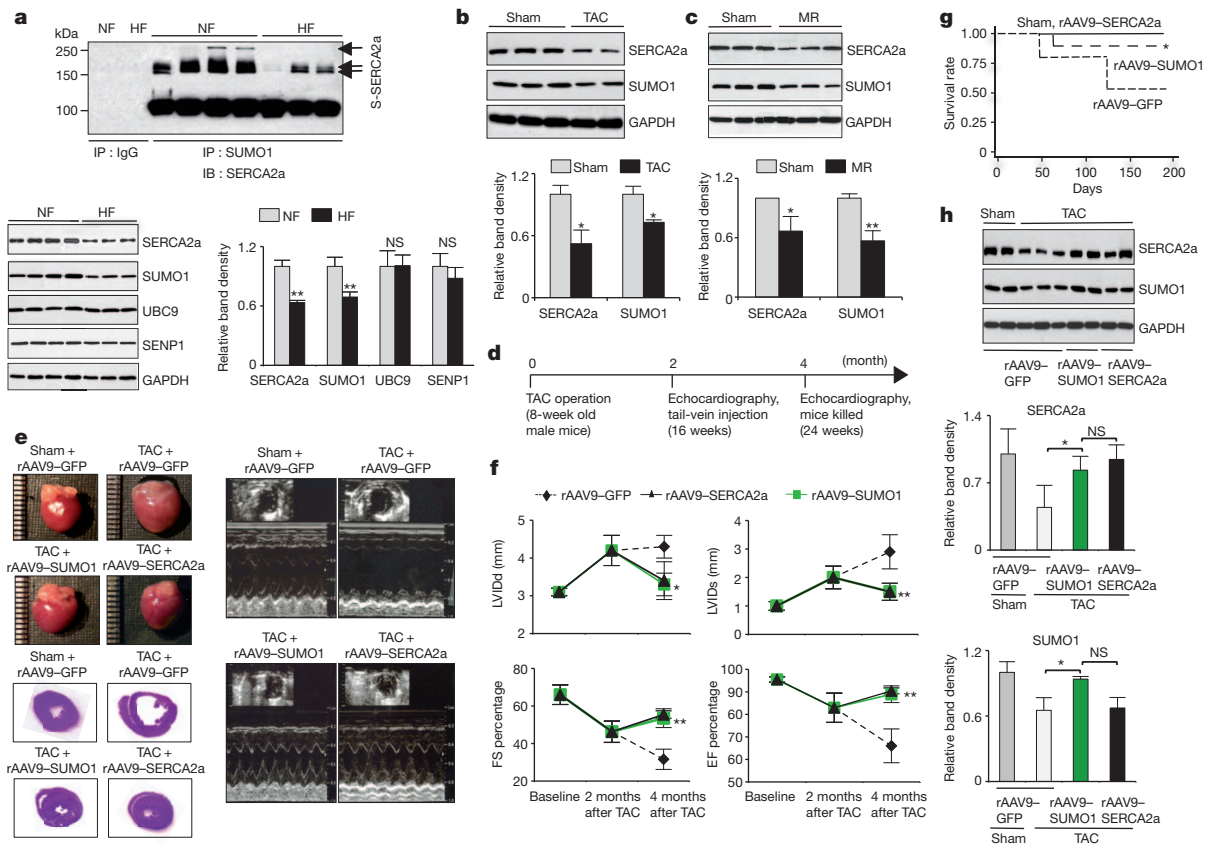 a
kDa
NF HF NF HF
250
150
100
S-SERCA2a
IP : IgG
IP : SUMO1
IB : SERCA2a
NF HF
SERCA2a
SUMO1
UBC9
SENP1
GAPDH
NF HF
Relative band density
1.2
0.6
0
**
**
NS
NS
SERCA2a SUMO1 UBC9 SENP1
b
Sham TAC
SERCA2a
SUMO1
GAPDH
Sham TAC
Relative band density
1.2
0.6
0
*
*
SERCA2a SUMO1
c
Sham MR
SERCA2a
SUMO1
GAPDH
Sham MR
Relative band density
1.2
0.6
0
*
**
SERCA2a SUMO1
d
0 2 4 (month)
TAC operation
(8-week old
male mice)
Echocardiography,
tail-vein injection
(16 weeks)
Echocardiography,
mice killed
(24 weeks)
e
Sham +
rAAV9–GFP
TAC +
rAAV9–GFP
TAC +
rAAV9–SUMO1
TAC +
rAAV9–SERCA2a
Sham +
rAAV9–GFP
TAC +
rAAV9–GFP
TAC +
rAAV9–SUMO1
TAC +
rAAV9–SERCA2a
Sham +
rAAV9–GFP
TAC +
rAAV9–GFP
TAC +
rAAV9–SUMO1
TAC +
rAAV9–SERCA2a
f
rAAV9–GFP rAAV9–SERCA2a rAAV9–SUMO1
LVIDd (mm)
5
4
3
2
*
LVIDs (mm)
4
3
2
1
0
**
FS percentage
80
60
40
20
**
Baseline 2 months
after TAC
4 months
after TAC
EF percentage
100
90
80
70
60
50
**
Baseline 2 months
after TAC
4 months
after TAC
g
Survival rate
1.00
0.75
0.50
0.25
0
Sham, rAAV9–SERCA2a
*
rAAV9–SUMO1
rAAV9–GFP
0 50 100 150 200
Days
h
Sham TAC
SERCA2a
SUMO1
GAPDH
rAAV9–
GFP
rAAV9–
SUMO1
rAAV9–
SERCA2a
SERCA2a
Relative band density
1.4
0.7
0
*
NS
rAAV9–
GFP
rAAV9–
SUMO1
rAAV9–
SERCA2a
Sham TAC
SUMO1
Relative band density
1.2
0.6
0
*
NS
rAAV9–
GFP
rAAV9–
SUMO1
rAAV9–
SERCA2a
Sham TAC